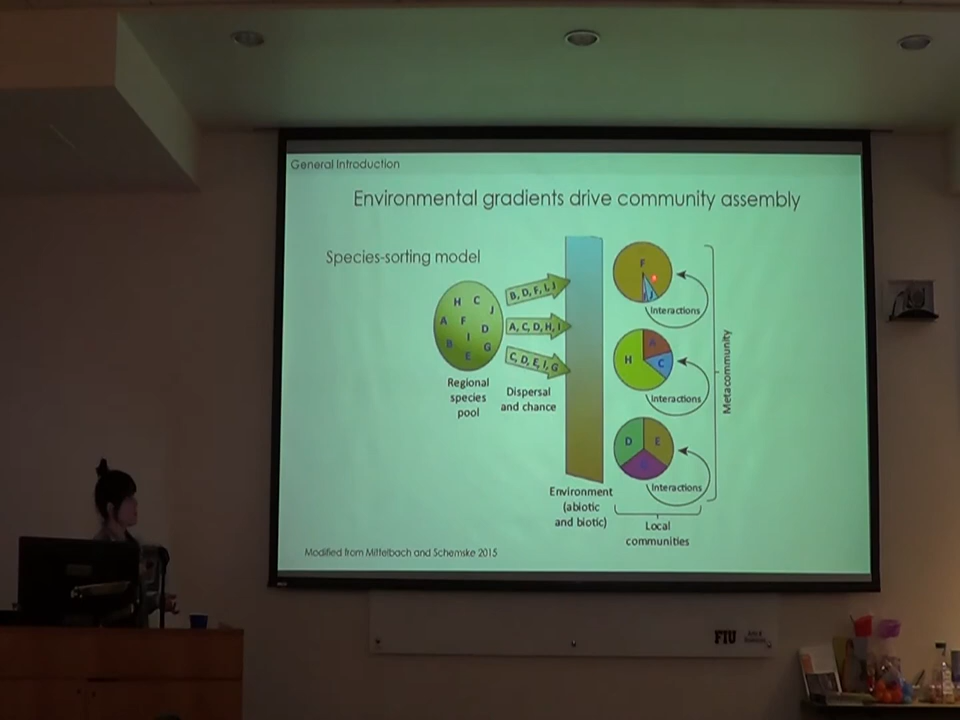 General Introduction
Environmental gradients drive community assembly
Species-sorting model
H C
J
A F
D
I
B G
E
B, D, F, I, J
A, C, D, H, I
C, D, E, I, G
Regional
species
pool
Dispersal
and chance
Environment
(abiotic
and biotic)
F
J
Interactions
A
H C
Interactions
D E
Interactions
Local
communities
Metacommunity
Modified from Mittelbach and Schemske 2015
FIU